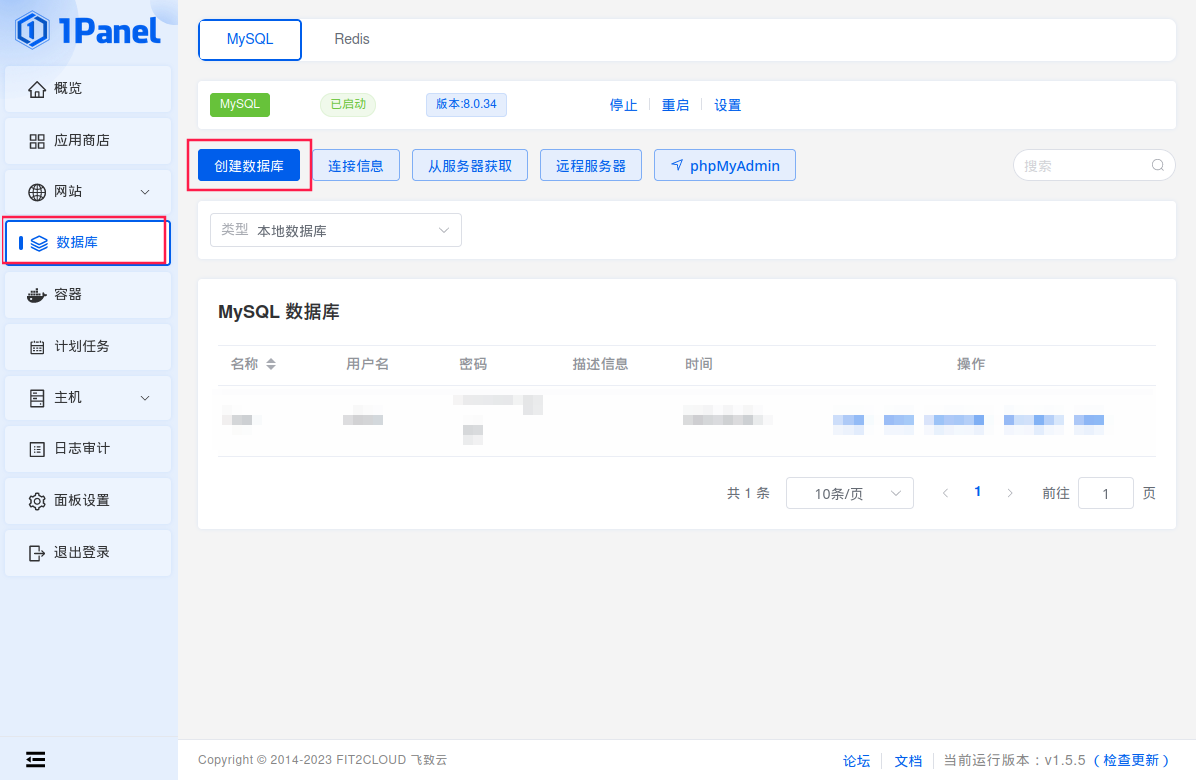 1Panel
概览
应用商店
网站
数据库
容器
计划任务
主机
日志审计
面板设置
退出登录
MySQL Redis
MySQL 已启动 版本:8.0.34 停止 重启 设置
创建数据库 连接信息 从服务器获取 远程服务器 phpMyAdmin 搜索
类型 本地数据库
MySQL 数据库
名称 用户名 密码 描述信息 时间 操作
共 1 条 10条/页 1 前往 1 页
Copyright © 2014-2023 FIT2CLOUD 飞致云 论坛 文档 当前运行版本：v1.5.5 ( 检查更新 )